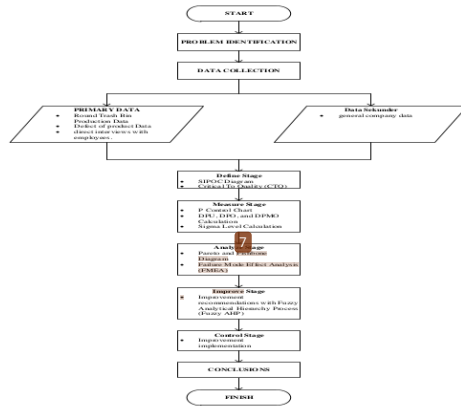 START
PROBLEM IDENTIFICATION
DATA COLLECTION
PRIMARY DATA
• Round Trash Bin
Production Data
• Defect of product Data
• direct interviews with
employees.
Data Sekunder
• general company data
Define Stage
• SIPOC Diagram
• Critical To Quality (CTQ)
Measure Stage
• P Control Chart
• DPU, DPO, and DPMO
Calculation
• Sigma Level Calculation
7
Stage
• Pareto and
Diagram
• Failure Mode Effect Analysis
(FMEA)
Improve Stage
• Improvement
recommendations with Fuzzy
Analytical Hierarchy Process
(Fuzzy AHP)
Control Stage
• Improvement
implementation
CONCLUSIONS
FINISH